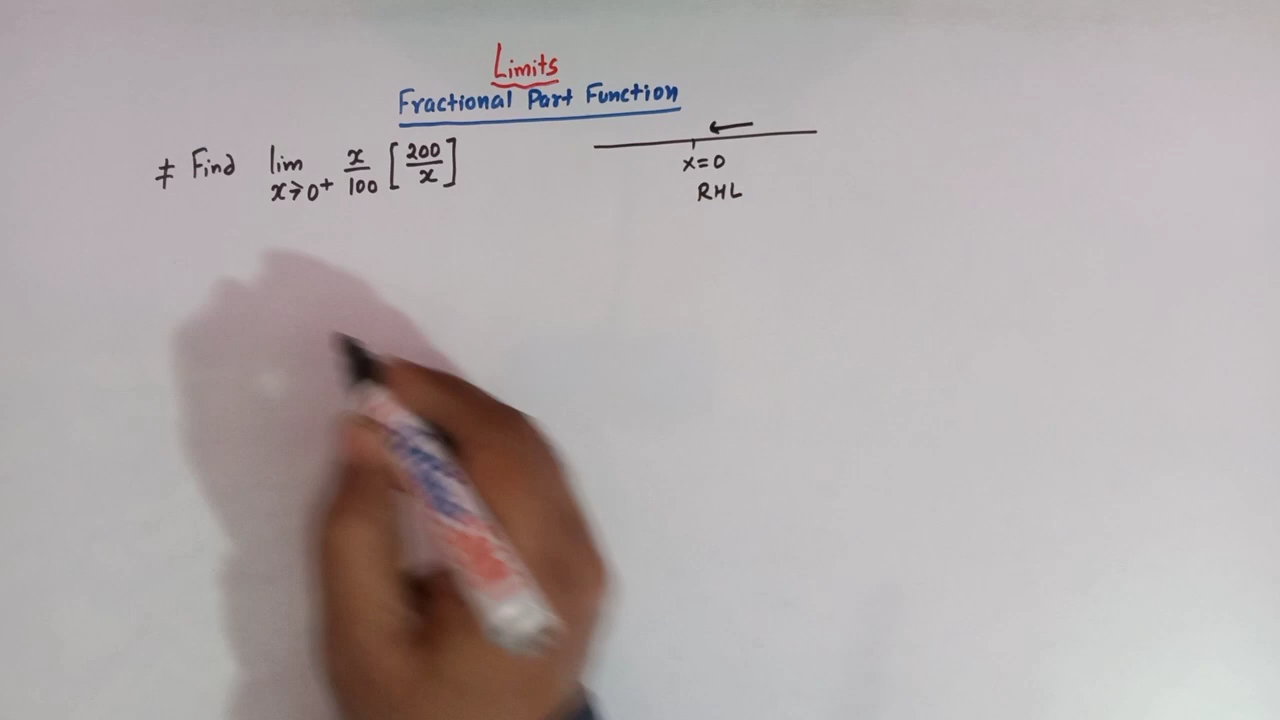 Limits
Fractional Part Function
≠ Find lim x→0+ x/100 [200/x]
x=0
RHL